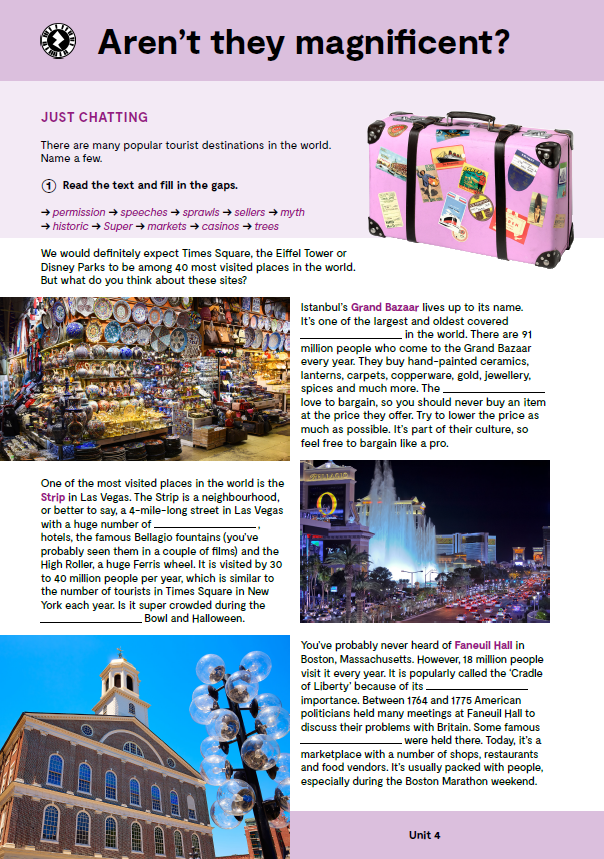 Aren't they magnificent?
JUST CHATTING
There are many popular tourist destinations in the world.
Name a few.
1 Read the text and fill in the gaps.
→ permission → speeches → sprawls → sellers → myth
→ historic → Super → markets → casinos → trees
We would definitely expect Times Square, the Eiffel Tower or
Disney Parks to be among 40 most visited places in the world.
But what do you think about these sites?
Istanbul's Grand Bazaar lives up to its name.
It's one of the largest and oldest covered
____________ in the world. There are 91
million people who come to the Grand Bazaar
every year. They buy hand-painted ceramics,
lanterns, carpets, copperware, gold, jewellery,
spices and much more. The ____________
love to bargain, so you should never buy an item
at the price they offer. Try to lower the price as
much as possible. It's part of their culture, so
feel free to bargain like a pro.
One of the most visited places in the world is the
Strip in Las Vegas. The Strip is a neighbourhood,
or better to say, a 4-mile-long street in Las Vegas
with a huge number of ____________ ,
hotels, the famous Bellagio fountains (you've
probably seen them in a couple of films) and the
High Roller, a huge Ferris wheel. It is visited by 30
to 40 million people per year, which is similar to
the number of tourists in Times Square in New
York each year. Is it super crowded during the
____________ Bowl and Halloween.
You've probably never heard of Faneuil Hall in
Boston, Massachusetts. However, 18 million people
visit it every year. It is popularly called the 'Cradle
of Liberty' because of its ____________
importance. Between 1764 and 1775 American
politicians held many meetings at Faneuil Hall to
discuss their problems with Britain. Some famous
____________ were held there. Today, it's a
marketplace with a number of shops, restaurants
and food vendors. It's usually packed with people,
especially during the Boston Marathon weekend.
Unit 4